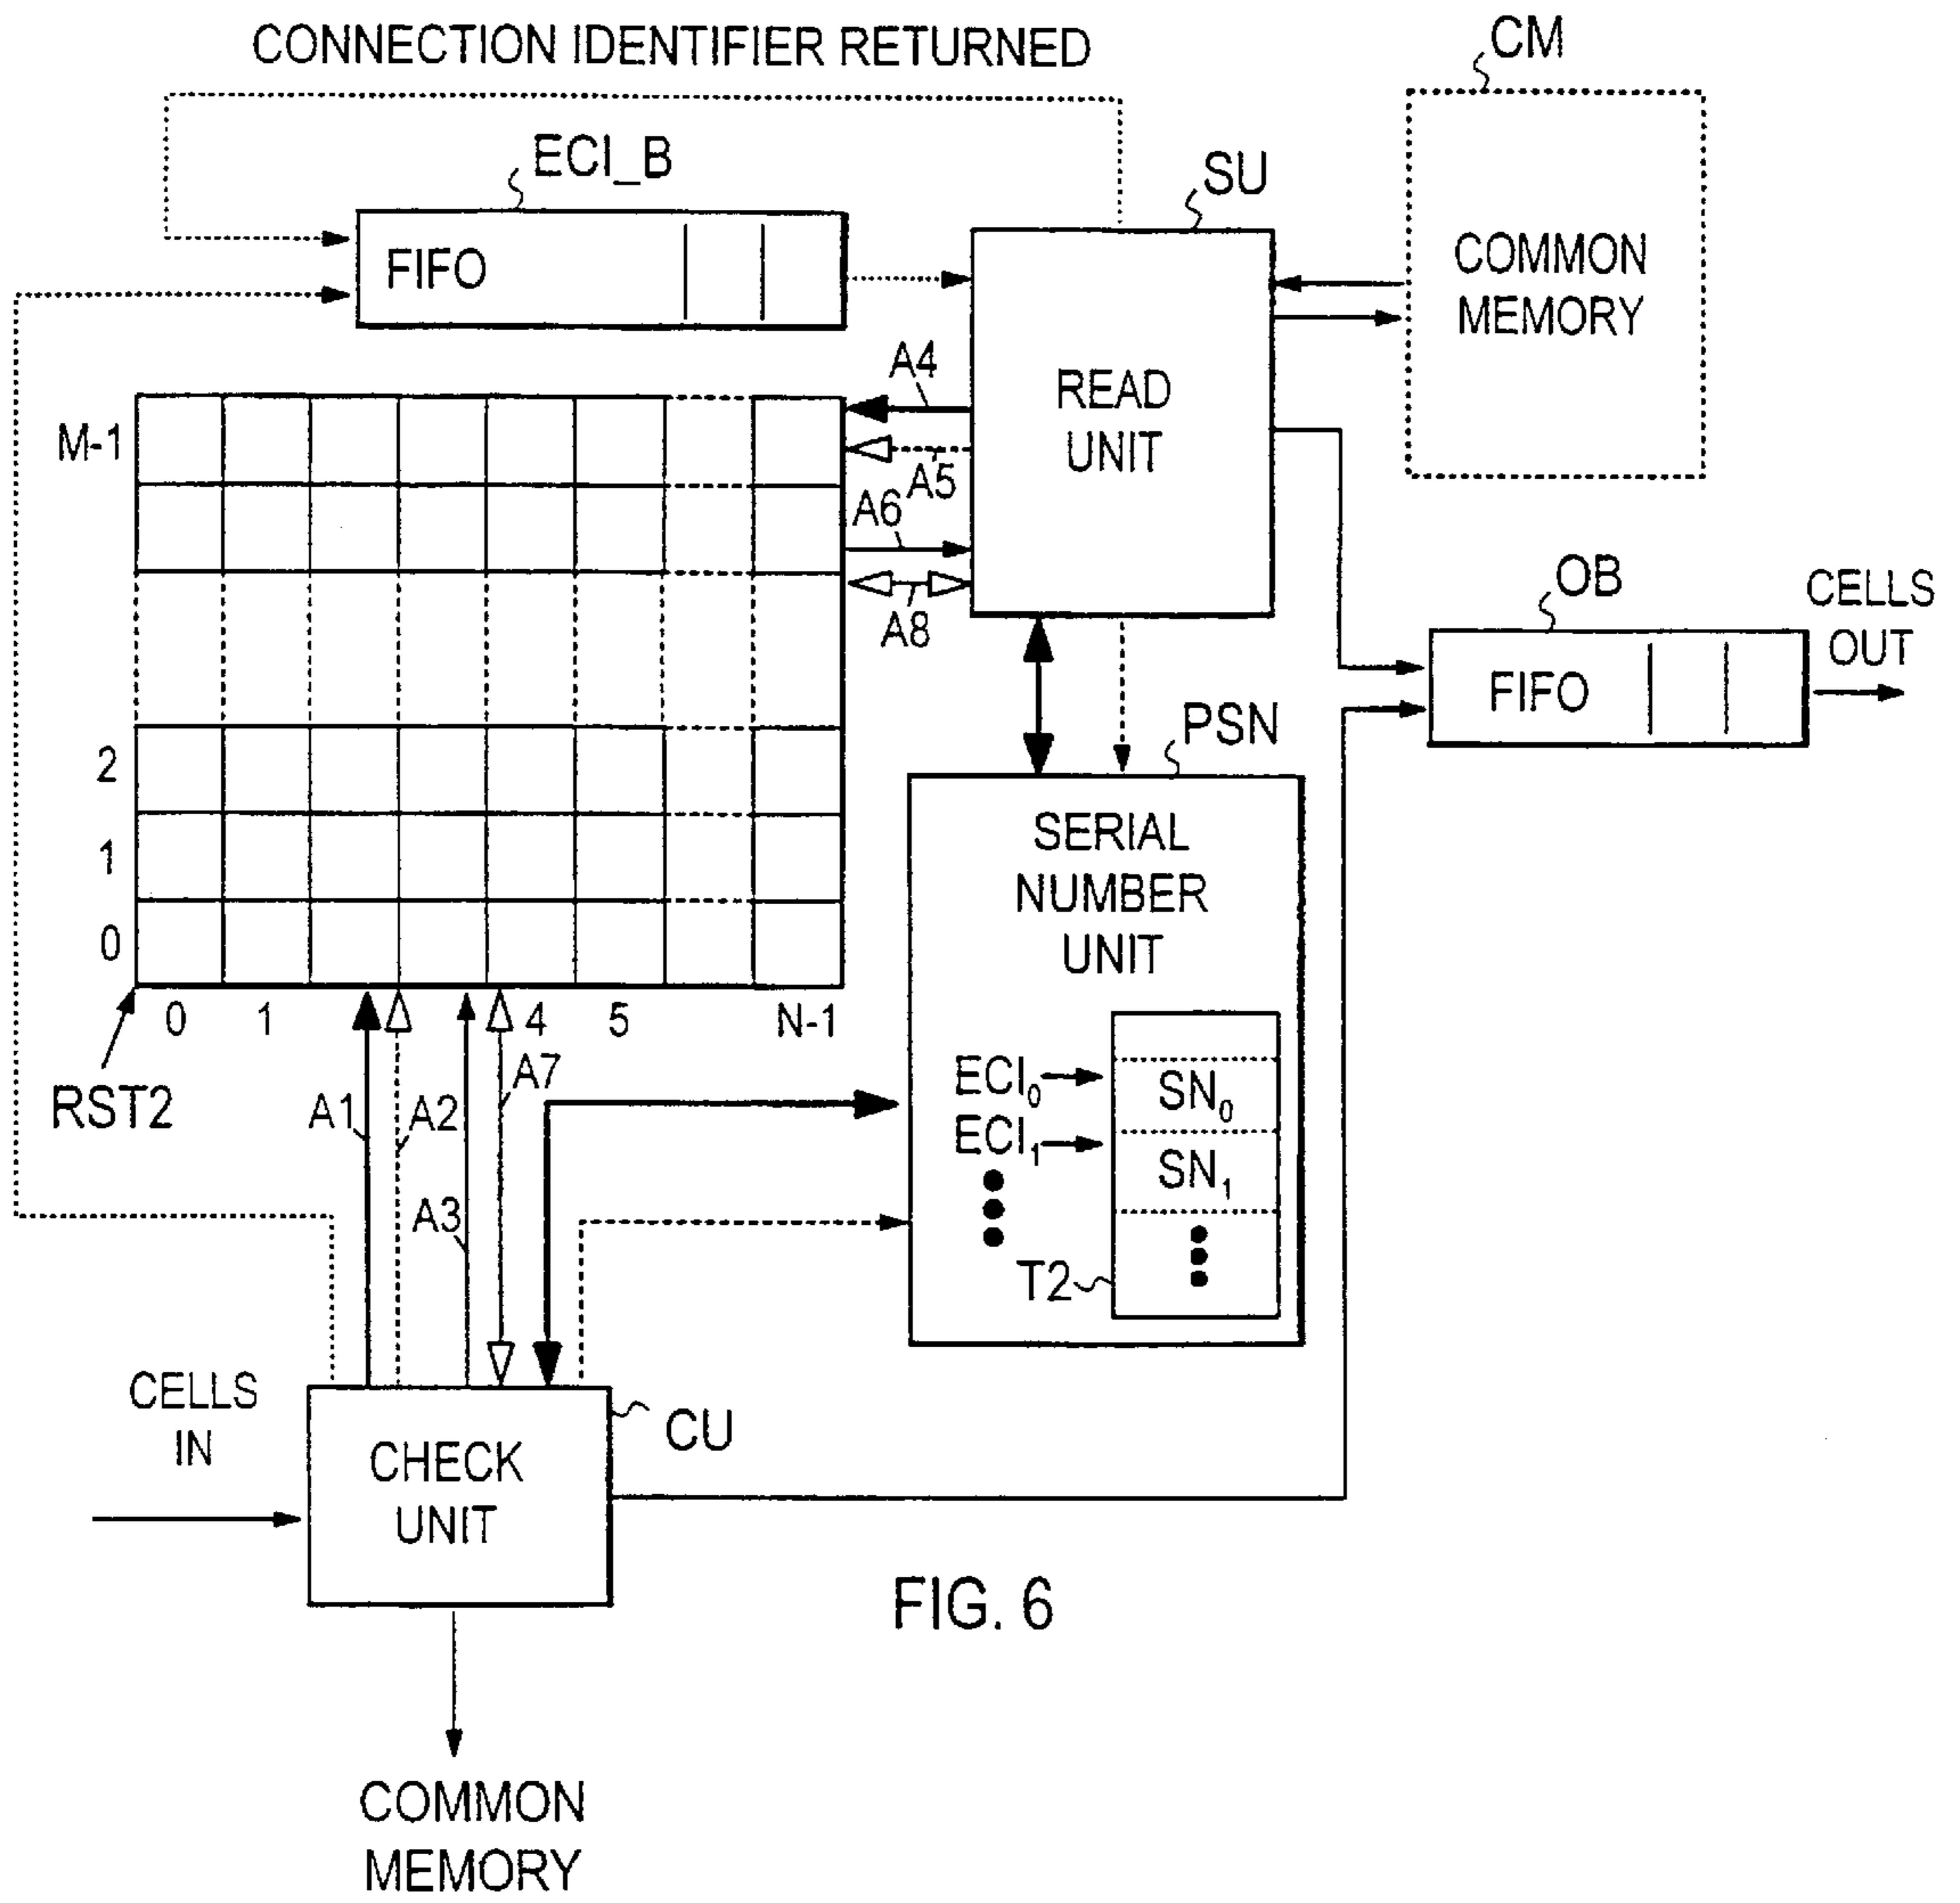 CONNECTION IDENTIFIER RETURNED
CM
ECI_B
SU
FIFO
COMMON
MEMORY
READ
UNIT
A4
A5
A6
A8
M-1
2
1
0
0 1 4 5 N-1
RST2
OB
CELLS
OUT
FIFO
PSN
SERIAL
NUMBER
UNIT
ECI0
SN0
ECI1
SN1
T2
A1
A2
A3
A7
CELLS
IN
CHECK
UNIT
CU
COMMON
MEMORY
FIG. 6